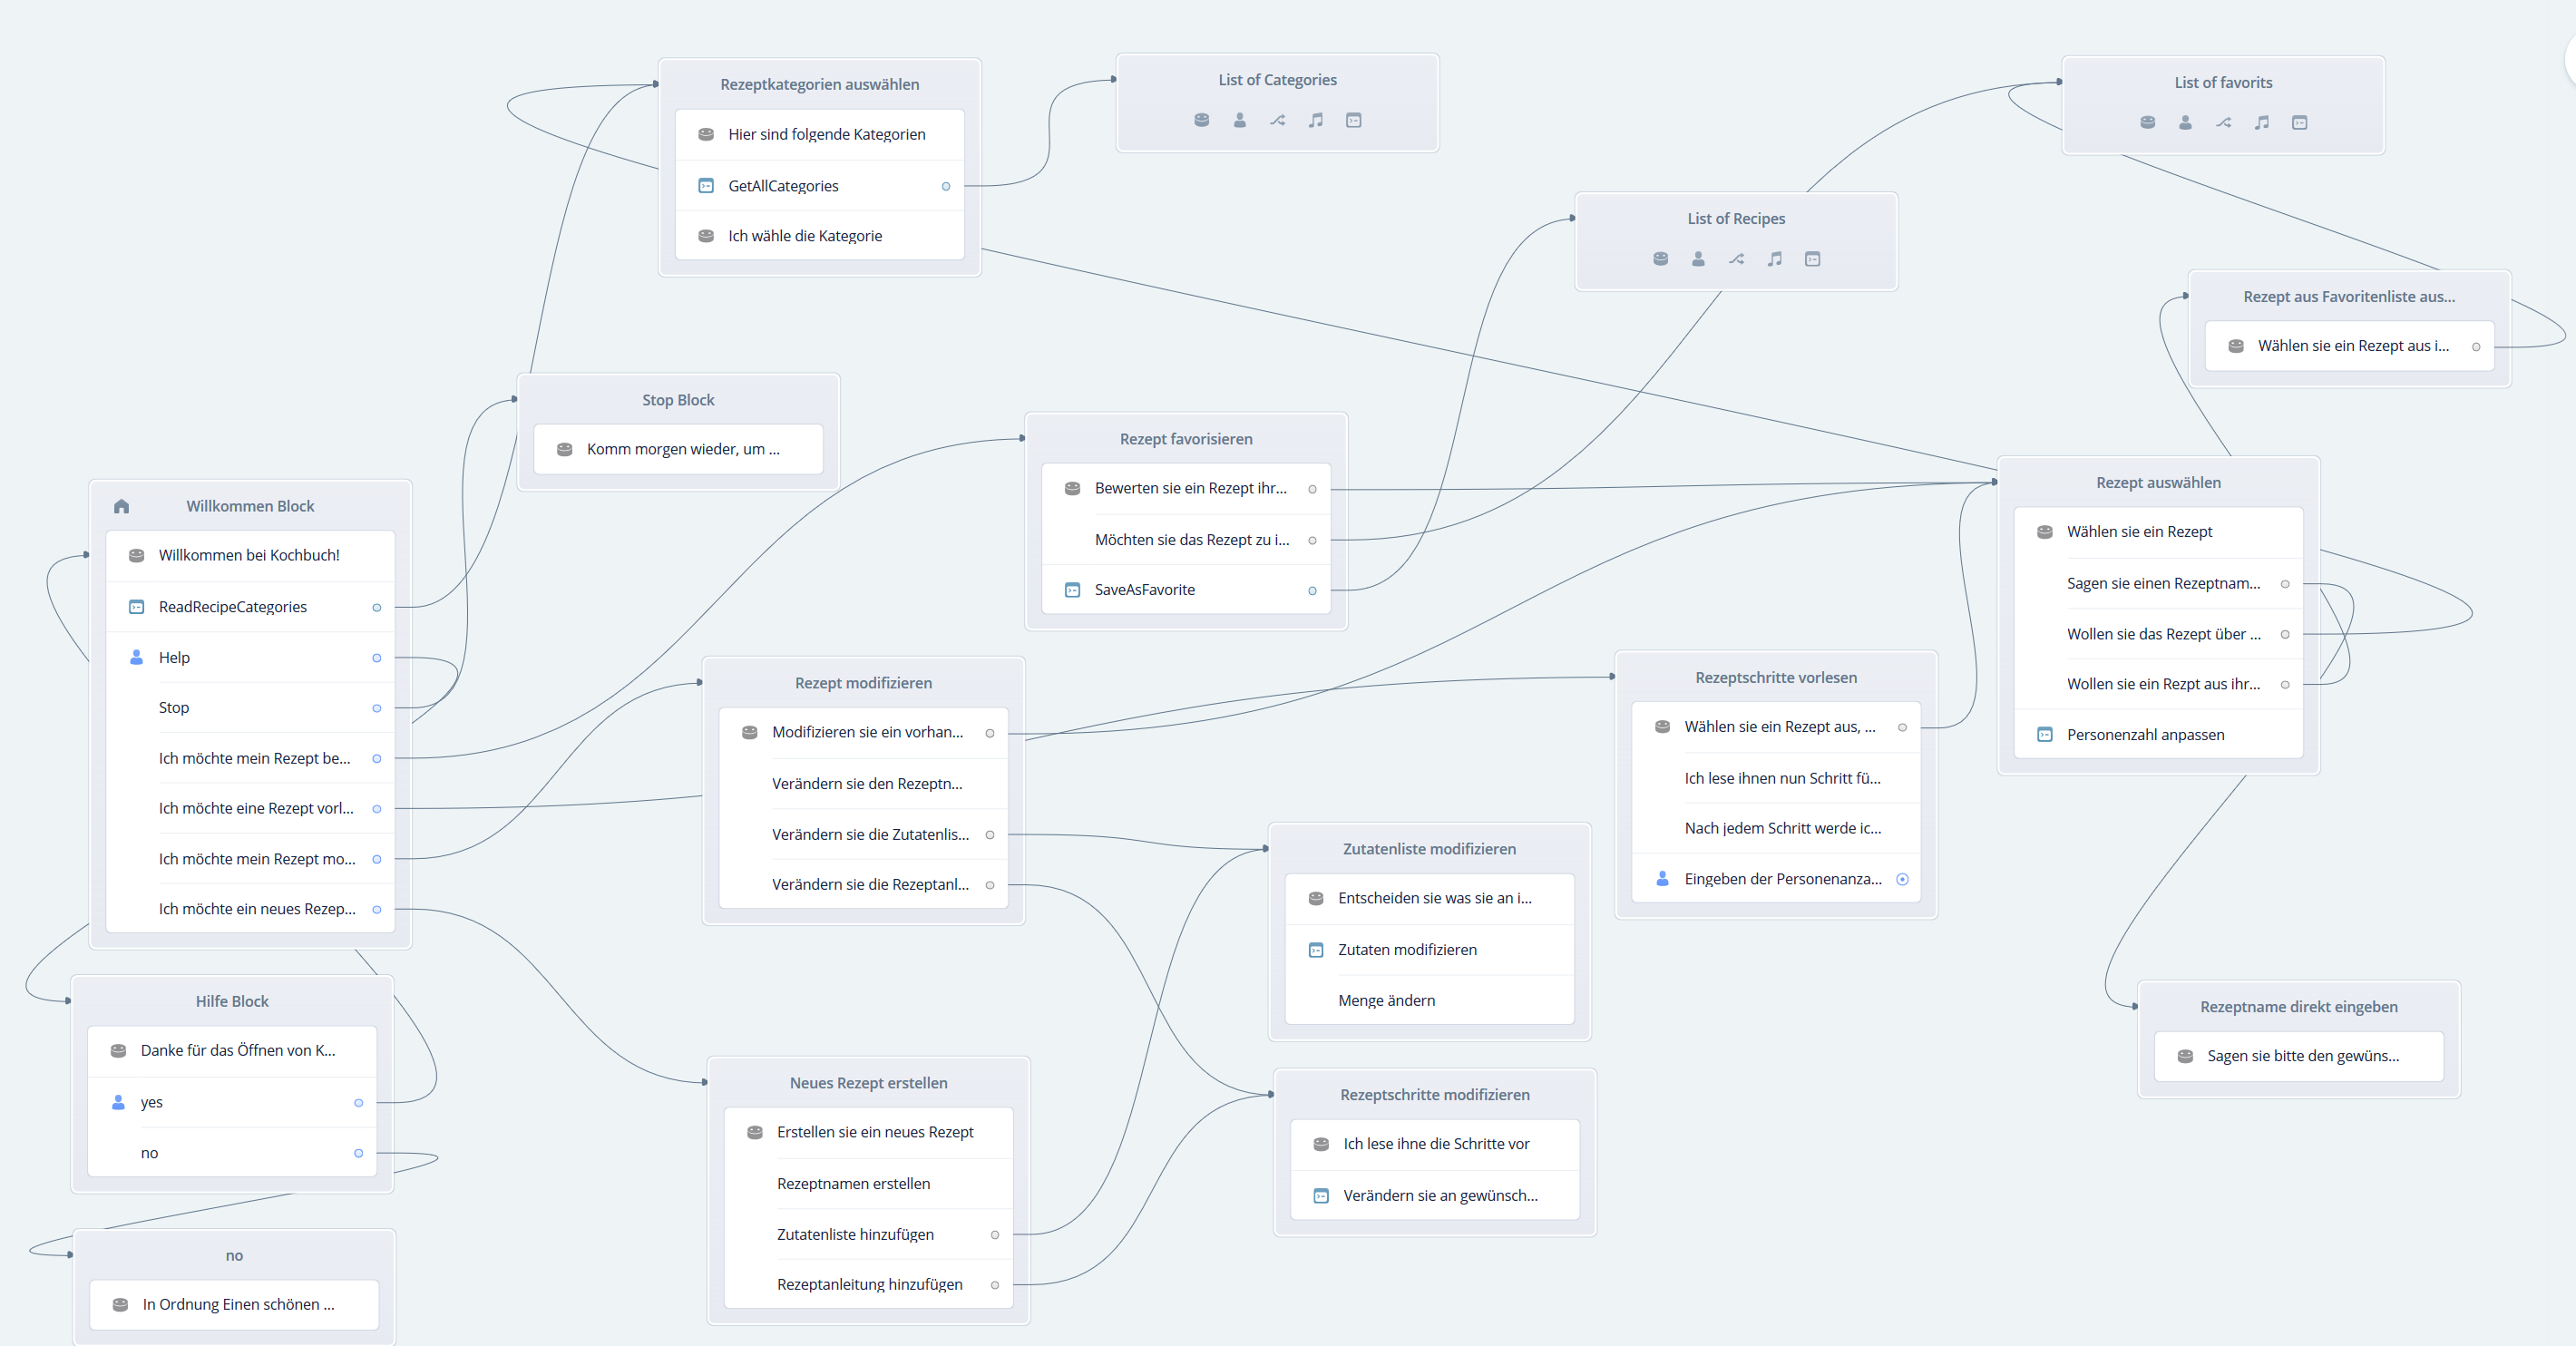 Rezeptkategorien auswählen
Hier sind folgende Kategorien
GetAllCategories
Ich wähle die Kategorie
List of Categories
List of favorits
List of Recipes
Rezept aus Favoritenliste aus...
Wählen sie ein Rezept aus i...
Stop Block
Komm morgen wieder, um ...
Rezept favorisieren
Bewerten sie ein Rezept ihr...
Möchten sie das Rezept zu i...
SaveAsFavorite
Rezept auswählen
Wählen sie ein Rezept
Sagen sie einen Rezeptnam...
Wollen sie das Rezept über ...
Wollen sie ein Rezpt aus ihr...
Personenzahl anpassen
Willkommen Block
Willkommen bei Kochbuch!
ReadRecipeCategories
Help
Stop
Ich möchte mein Rezept be...
Ich möchte eine Rezept vorl...
Ich möchte mein Rezept mo...
Ich möchte ein neues Rezep...
Rezept modifizieren
Modifizieren sie ein vorhan...
Verändern sie den Rezeptn...
Verändern sie die Zutatenlis...
Verändern sie die Rezeptanl...
Rezeptschritte vorlesen
Wählen sie ein Rezept aus, ...
Ich lese ihnen nun Schritt fü...
Nach jedem Schritt werde ic...
Eingeben der Personenanza...
Zutatenliste modifizieren
Entscheiden sie was sie an i...
Zutaten modifizieren
Menge ändern
Hilfe Block
Danke für das Öffnen von K...
yes
no
Rezeptname direkt eingeben
Sagen sie bitte den gewüns...
Neues Rezept erstellen
Erstellen sie ein neues Rezept
Rezeptnamen erstellen
Zutatenliste hinzufügen
Rezeptanleitung hinzufügen
Rezeptschritte modifizieren
Ich lese ihne die Schritte vor
Verändern sie an gewünsch...
no
In Ordnung Einen schönen ...